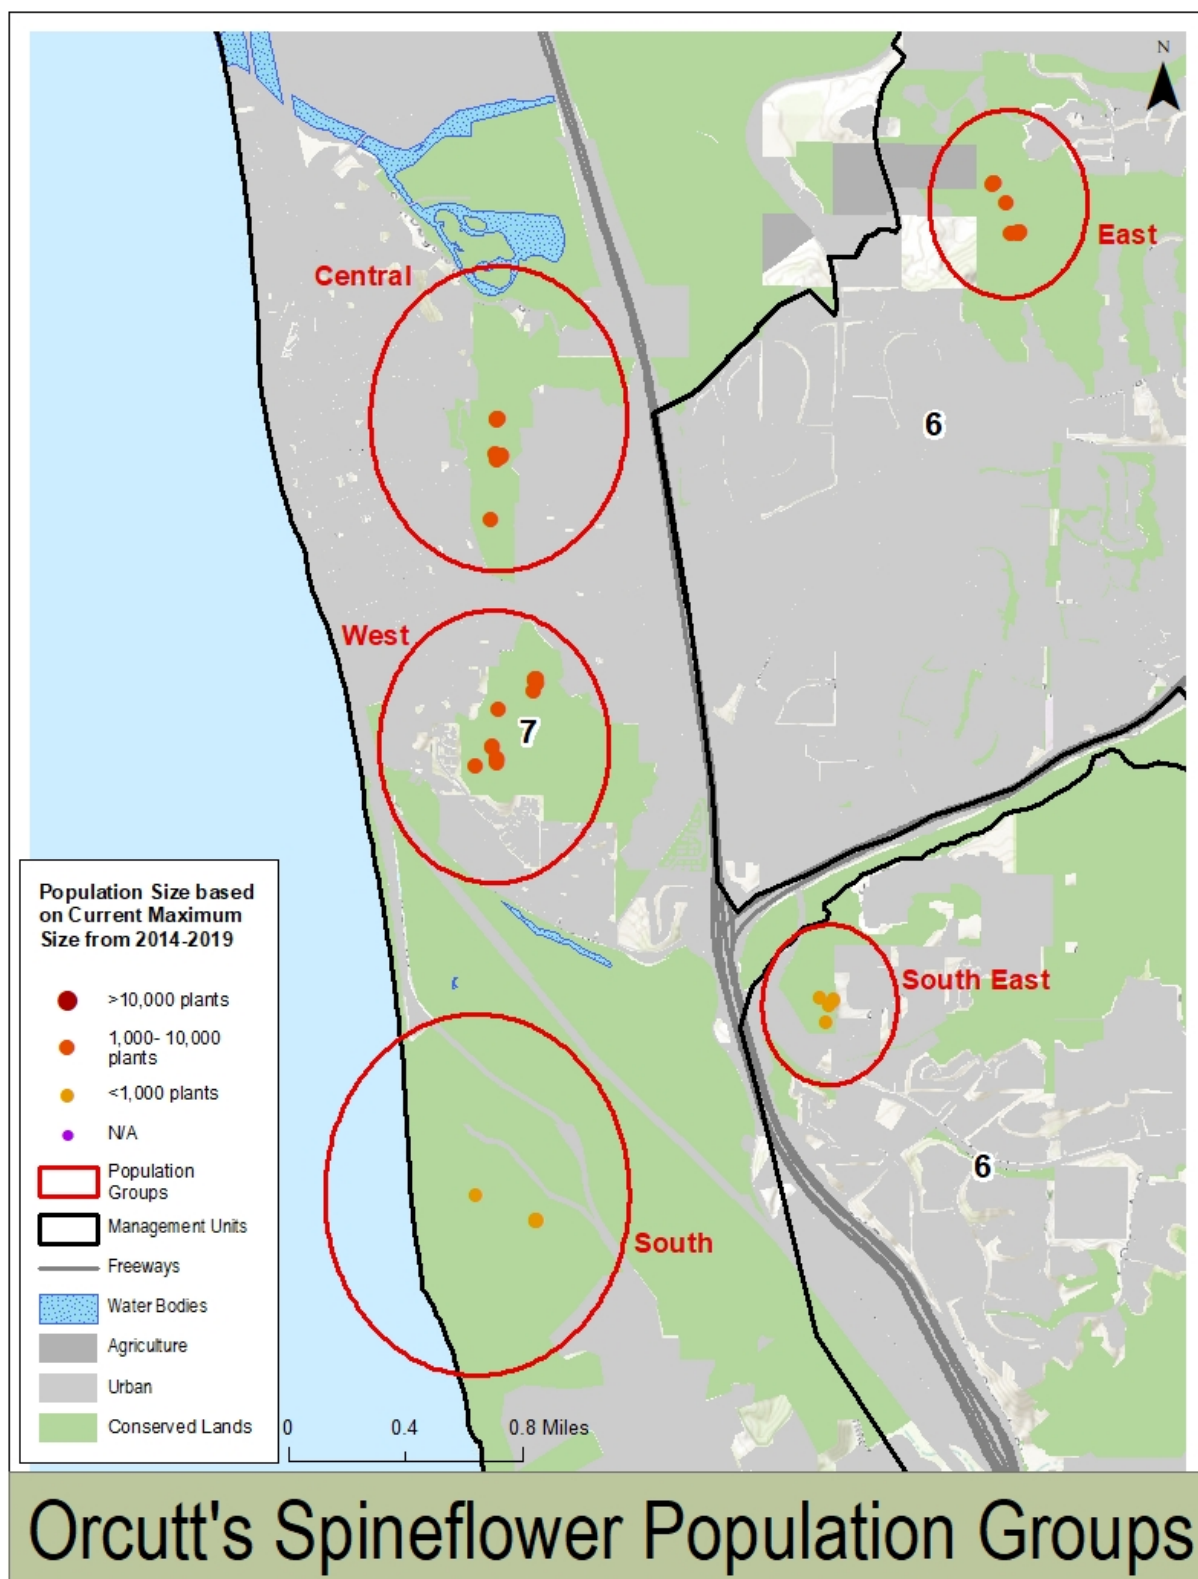 N
East
Central
6
West
7
South East
6
South
Population Size based
on Current Maximum
Size from 2014-2019
>10,000 plants
1,000- 10,000
plants
<1,000 plants
N/A
Population
Groups
Management Units
Freeways
Water Bodies
Agriculture
Urban
Conserved Lands
0 0.4 0.8 Miles
Orcutt's Spineflower Population Groups